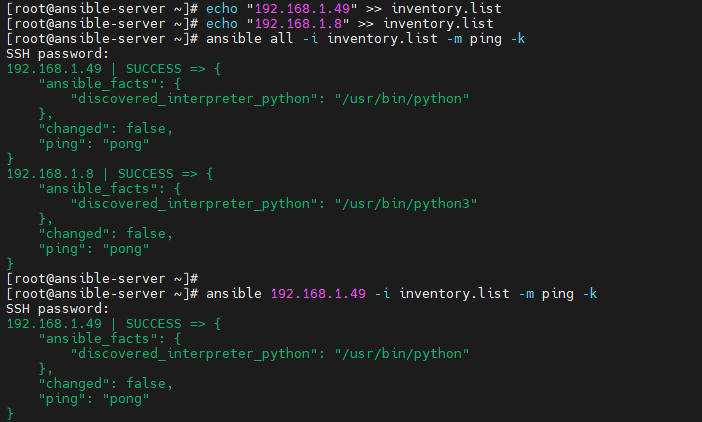 [root@ansible-server ~]# echo "192.168.1.49" >> inventory.list
[root@ansible-server ~]# echo "192.168.1.8" >> inventory.list
[root@ansible-server ~]# ansible all -i inventory.list -m ping -k
SSH password:
192.168.1.49 | SUCCESS => {
    "ansible_facts": {
        "discovered_interpreter_python": "/usr/bin/python"
    },
    "changed": false,
    "ping": "pong"
}
192.168.1.8 | SUCCESS => {
    "ansible_facts": {
        "discovered_interpreter_python": "/usr/bin/python3"
    },
    "changed": false,
    "ping": "pong"
}
[root@ansible-server ~]#
[root@ansible-server ~]# ansible 192.168.1.49 -i inventory.list -m ping -k
SSH password:
192.168.1.49 | SUCCESS => {
    "ansible_facts": {
        "discovered_interpreter_python": "/usr/bin/python"
    },
    "changed": false,
    "ping": "pong"
}